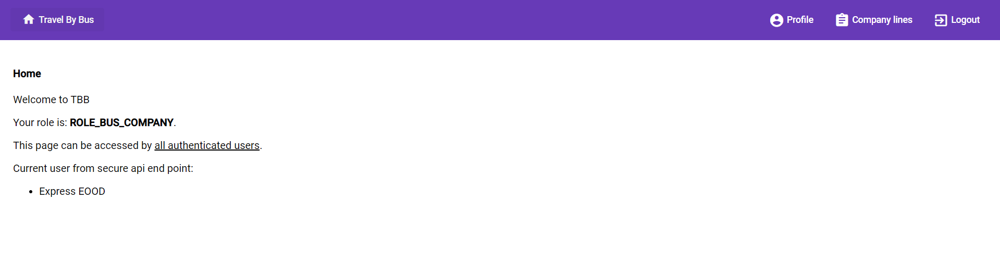 Travel By Bus
Profile
Company lines
Logout
Home
Welcome to TBB
Your role is: ROLE_BUS_COMPANY.
This page can be accessed by all authenticated users.
Current user from secure api end point:
Express EOOD